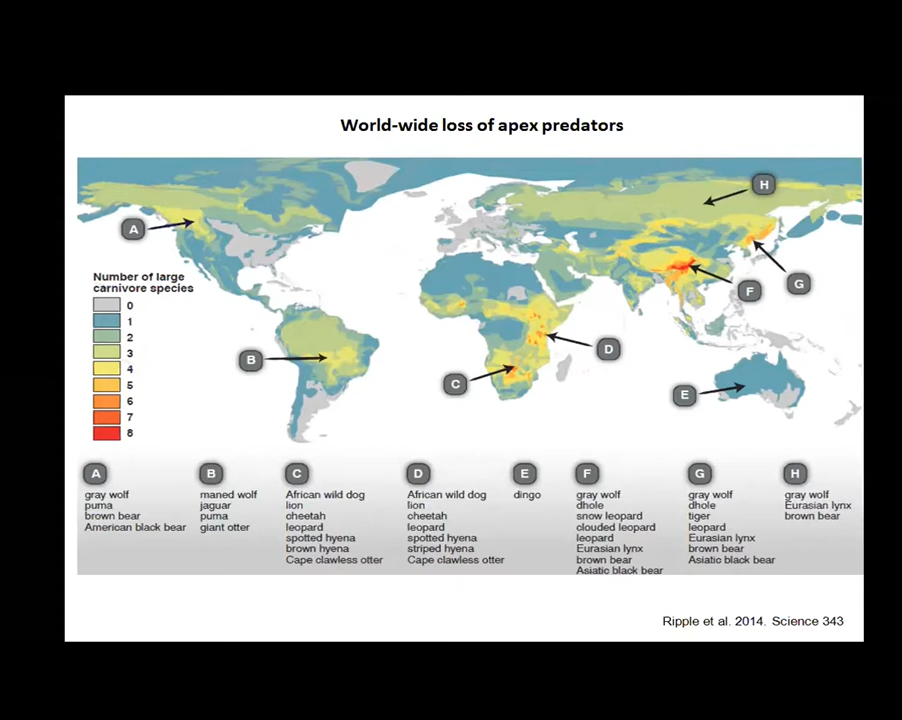 World-wide loss of apex predators
H
A
Number of large
carnivore species
0
1
2
3
4
5
6
7
8
B
C
D
E
F
G
A
gray wolf
puma
brown bear
American black bear
B
maned wolf
jaguar
puma
giant otter
C
African wild dog
lion
cheetah
leopard
spotted hyena
brown hyena
Cape clawless otter
D
African wild dog
lion
cheetah
leopard
spotted hyena
striped hyena
Cape clawless otter
E
dingo
F
gray wolf
dhole
snow leopard
clouded leopard
leopard
Eurasian lynx
brown bear
Asiatic black bear
G
gray wolf
dhole
tiger
leopard
Eurasian lynx
brown bear
Asiatic black bear
H
gray wolf
Eurasian lynx
brown bear
Ripple et al. 2014. Science 343